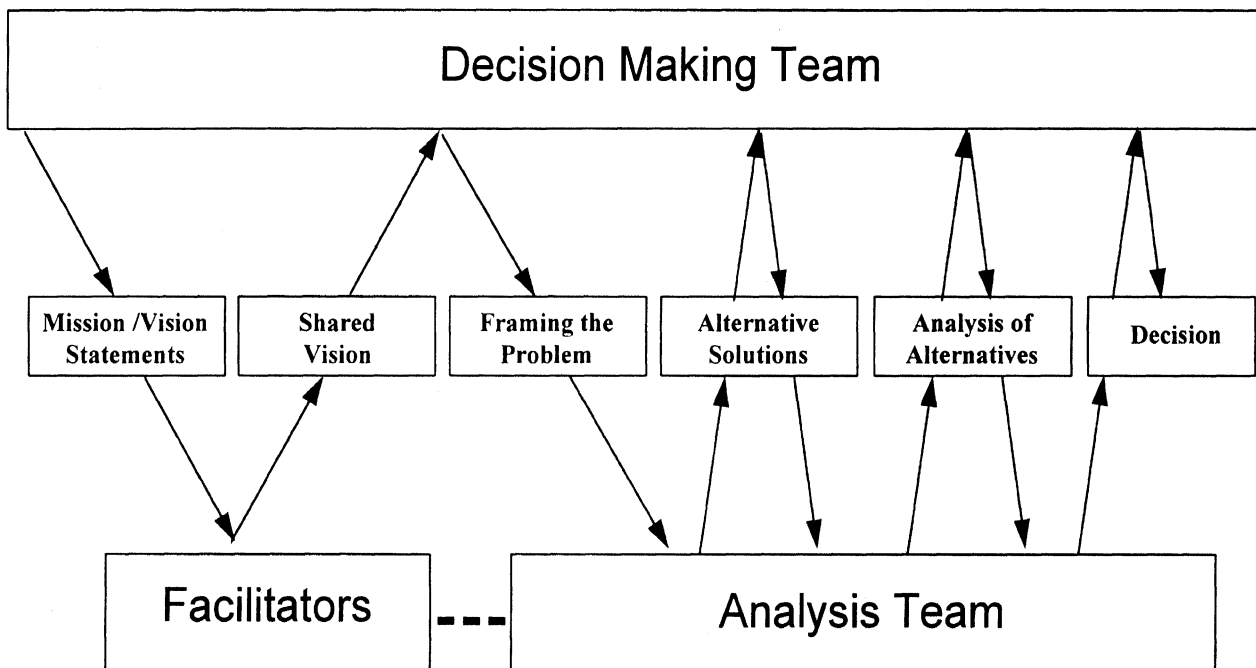 Decision Making Team
Mission /Vision
Statements
Shared
Vision
Framing the
Problem
Alternative
Solutions
Analysis of
Alternatives
Decision
Facilitators
Analysis Team